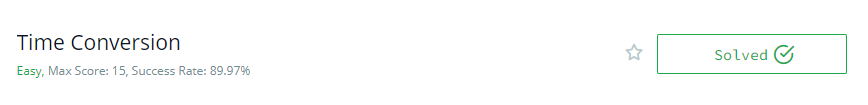 Time Conversion
Solved
Easy, Max Score: 15, Success Rate: 89.97%